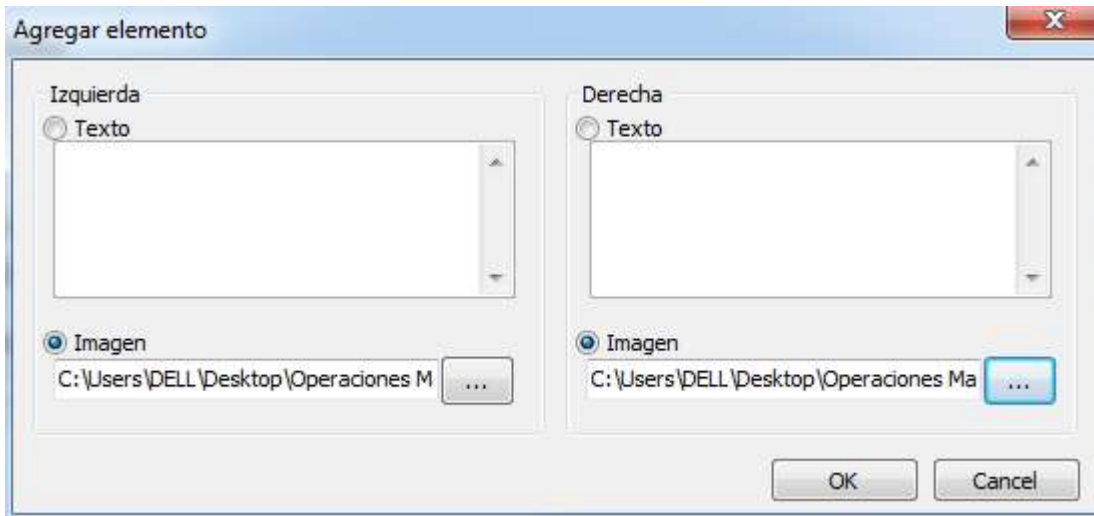 Agregar elemento
Izquierda
Texto
Imagen
C:\Users\DELL\Desktop\Operaciones M
...
Derecha
Texto
Imagen
C:\Users\DELL\Desktop\Operaciones Ma
...
OK
Cancel